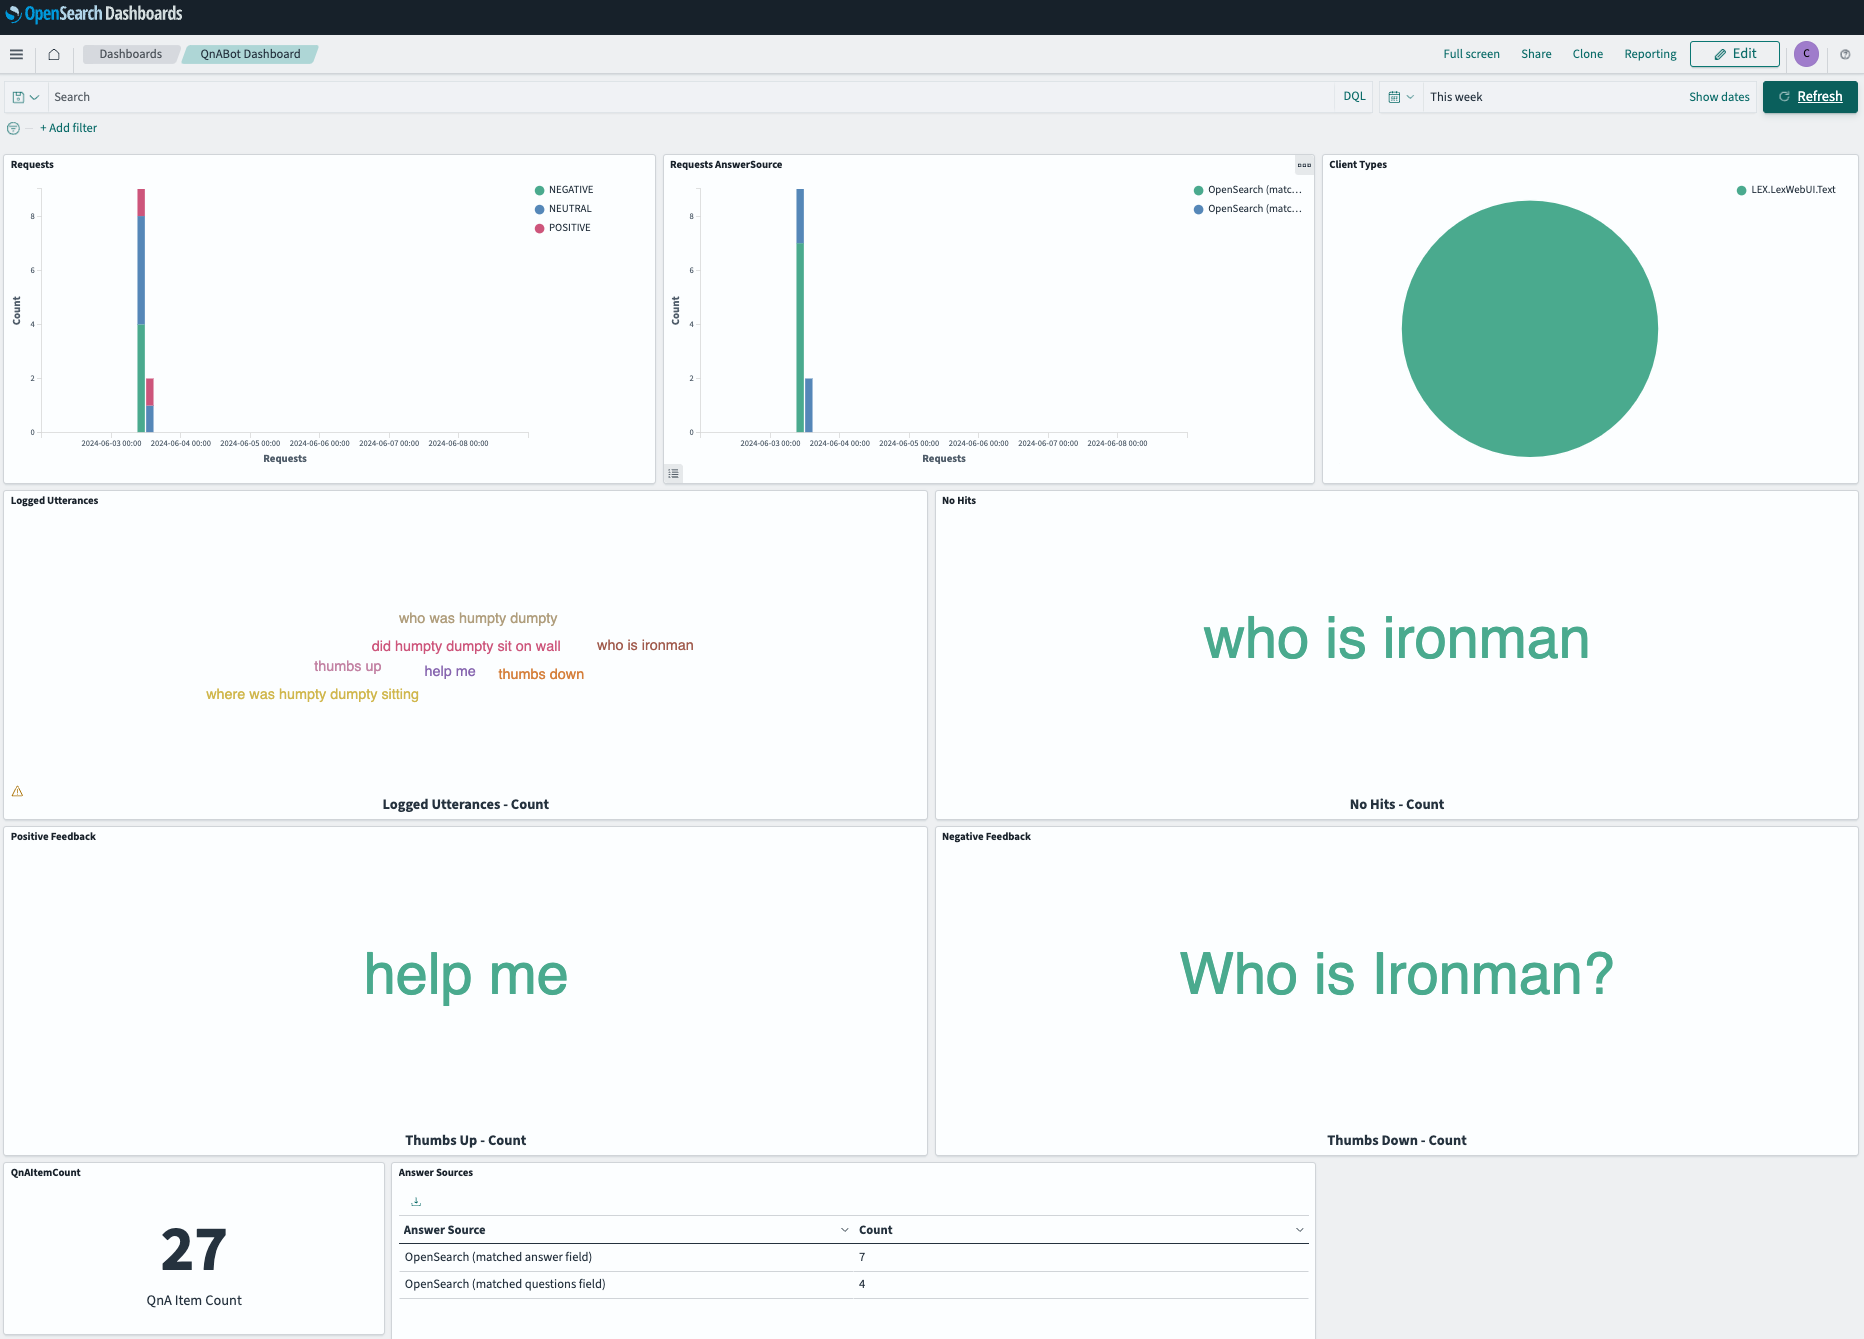 OpenSearch Dashboards
Dashboards
QnABot Dashboard
Full screen
Share
Clone
Reporting
Edit
C
Search
DQL
This week
Show dates
Refresh
+ Add filter
Requests
Count
8
6
4
2
0
2024-06-03 00:00 2024-06-04 00:00 2024-06-05 00:00 2024-06-06 00:00 2024-06-07 00:00 2024-06-08 00:00
Requests
NEGATIVE
NEUTRAL
POSITIVE
Requests AnswerSource
Count
8
6
4
2
0
2024-06-03 00:00 2024-06-04 00:00 2024-06-05 00:00 2024-06-06 00:00 2024-06-07 00:00 2024-06-08 00:00
Requests
OpenSearch (matc...
OpenSearch (matc...
Client Types
LEX.LexWebUI.Text
Logged Utterances
who was humpty dumpty
did humpty dumpty sit on wall
who is ironman
thumbs up
help me
thumbs down
where was humpty dumpty sitting
Logged Utterances - Count
No Hits
who is ironman
No Hits - Count
Positive Feedback
help me
Thumbs Up - Count
Negative Feedback
Who is Ironman?
Thumbs Down - Count
QnAItemCount
27
QnA Item Count
Answer Sources
Answer Source Count
OpenSearch (matched answer field) 7
OpenSearch (matched questions field) 4